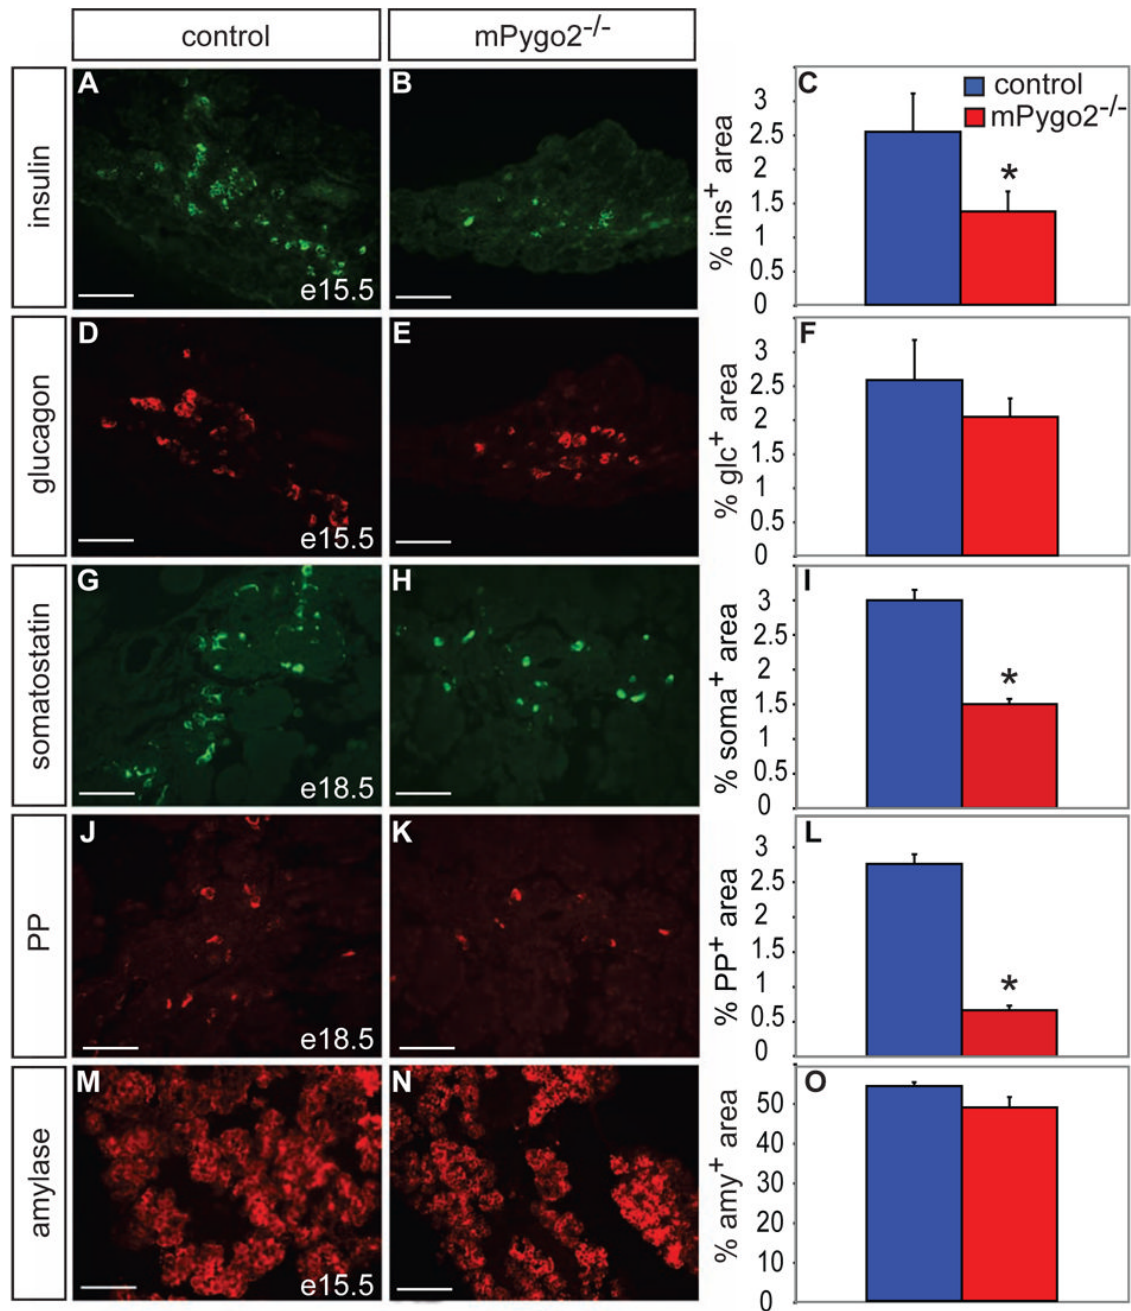 control
mPygo2-/-
insulin
A
e15.5
B
C
control
mPygo2-/-
% ins+ area
3
2.5
2
1.5
1
0.5
0
*
glucagon
D
e15.5
E
F
% glc+ area
3
2.5
2
1.5
1
0.5
0
somatostatin
G
e18.5
H
I
% soma+ area
3
2.5
2
1.5
1
0.5
0
*
PP
J
e18.5
K
L
% PP+ area
3
2.5
2
1.5
1
0.5
0
*
amylase
M
e15.5
N
O
% amy+ area
50
40
30
20
10
0